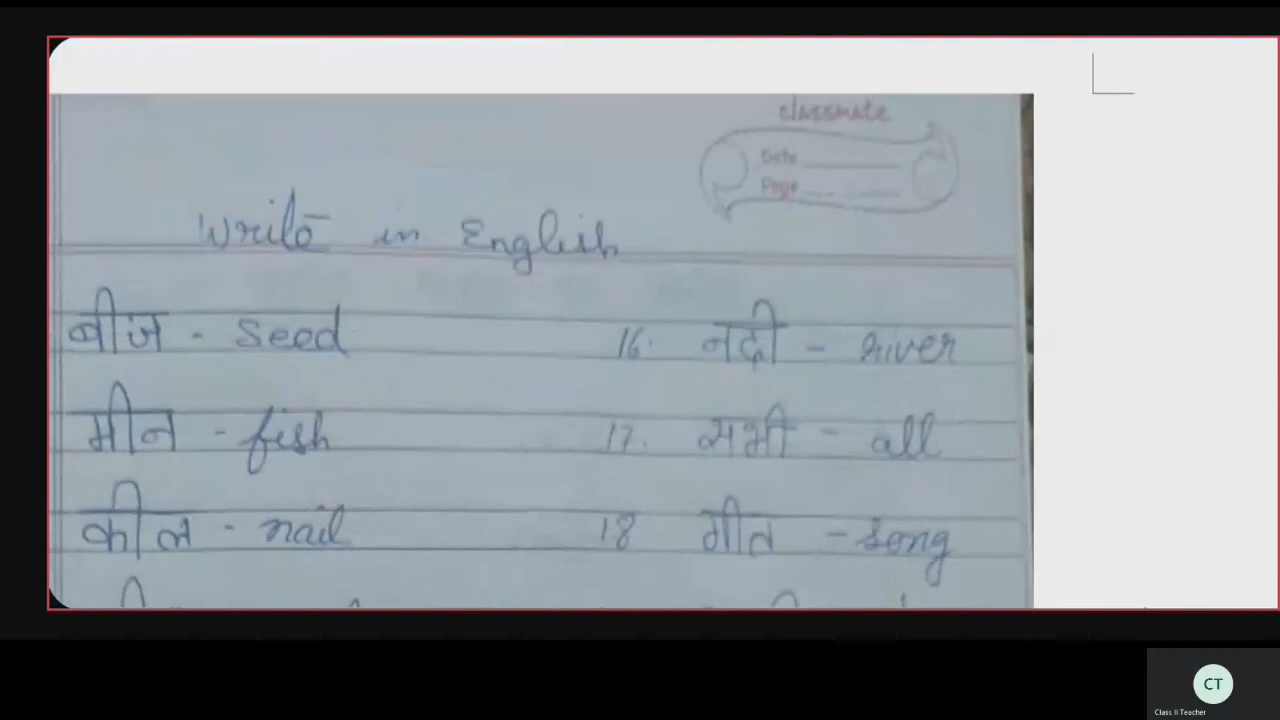 classmate
Date
Page
Write in English
बीज - seed 16. नदी - river
मीन - fish 17. सभी - all
कील - nail 18 गीत - song
CT
Class II Teacher